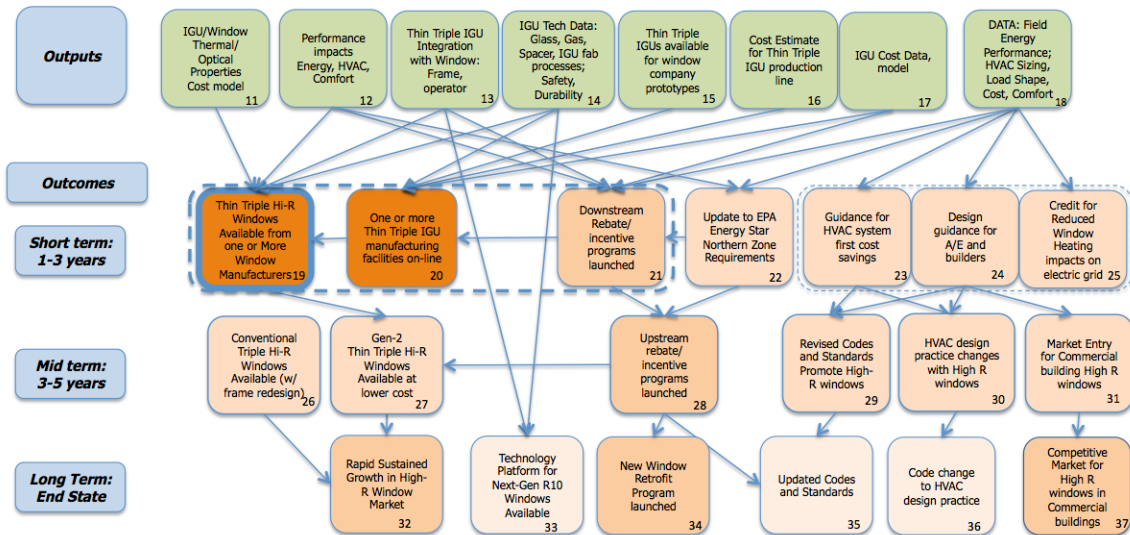 Outputs
IGU/Window
Thermal/
Optical
Properties
Cost model
11
Performance
impacts
Energy, HVAC,
Comfort
12
Thin Triple IGU
Integration
with Window:
Frame,
operator
13
IGU Tech Data:
Glass, Gas,
Spacer, IGU fab
processes;
Safety,
Durability
14
Thin Triple
IGUs available
for window
company
prototypes
15
Cost Estimate
for Thin Triple
IGU production
line
16
IGU Cost Data,
model
17
DATA: Field
Energy
Performance;
HVAC Sizing,
Load Shape,
Cost, Comfort
18
Outcomes
Short term:
1-3 years
Thin Triple Hi-R
Windows
Available from
one or More
Window
Manufacturers
19
One or more
Thin Triple IGU
manufacturing
facilities on-line
20
Downstream
Rebate/
incentive
programs launched
21
Update to EPA
Energy Star
Northern Zone
Requirements
22
Guidance for
HVAC system
first cost
savings
23
Design
guidance for
A/E and
builders
24
Credit for
Reduced
Window
Heating
impacts on
electric grid
25
Mid term:
3-5 years
Conventional
Triple Hi-R
Windows
Available (w/
frame redesign)
26
Gen-2
Thin Triple Hi-R
Windows
Available at
lower cost
27
Upstream
rebate/
incentive
programs
launched
28
Revised Codes
and Standards
Promote High-
R windows
29
HVAC design
practice changes
with High R
windows
30
Market Entry
for Commercial
building High R
windows
31
Long Term:
End State
Rapid Sustained
Growth in High-
R Window
Market
32
Technology
Platform for
Next-Gen R10
Windows
Available
33
New Window
Retrofit
Program
launched
34
Updated Codes
and Standards
35
Code change
to HVAC
design practice
36
Competitive
Market for
High R
windows in
Commercial
buildings
37